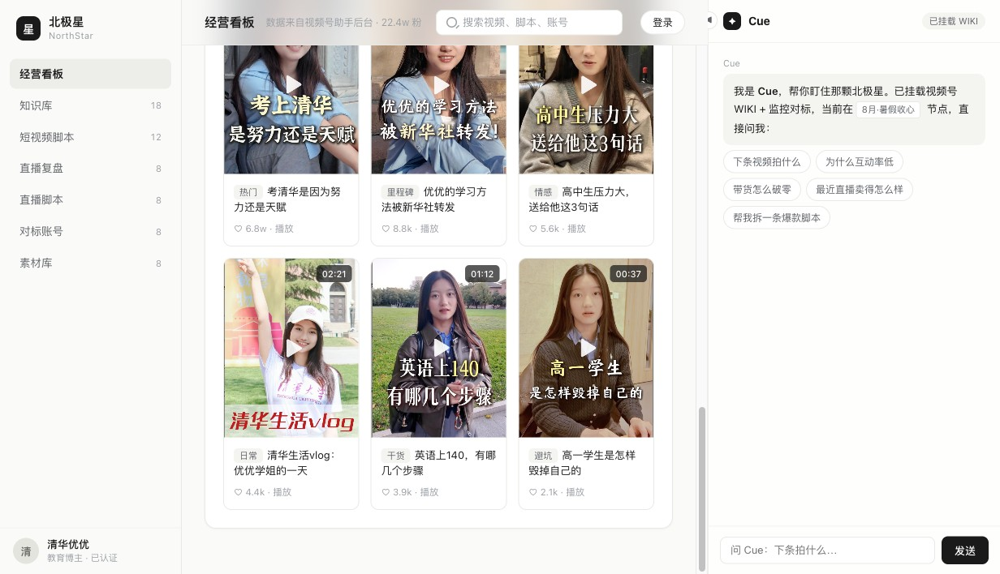 星
北极星
NorthStar
经营看板
知识库 18
短视频脚本 12
直播复盘 8
直播脚本 8
对标账号 8
素材库 8
清
清华优优
教育博主 · 已认证
经营看板
数据来自视频号助手后台 · 22.4w 粉
搜索视频、脚本、账号
登录
考上清华
是努力还是天赋
热门 考清华是因为努
力还是天赋
♡ 6.8w · 播放
优优的学习方法
被新华社转发!
里程碑 优优的学习方
法被新华社转发
♡ 8.8k · 播放
高中生压力大
送给他这3句话
情感 高中生压力大，
送给他这3句话
♡ 5.6k · 播放
02:21
清华大学
TSINGHUA UNIVERSITY
清华生活vlog
日常 清华生活vlog：
优优学姐的一天
♡ 4.4k · 播放
01:12
英语上140
有哪几个步骤
干货 英语上140，有哪
几个步骤
♡ 3.9k · 播放
00:37
高一学生
是怎样毁掉自己的
避坑 高一学生是怎样
毁掉自己的
♡ 2.1k · 播放
Cue
已挂载 WIKI
Cue
我是 Cue，帮你盯住那颗北极星。已挂载视频号
WIKI + 监控对标，当前在 8月·暑假收心 节点，直
接问我：
下条视频拍什么
为什么互动率低
带货怎么破零
最近直播卖得怎么样
帮我拆一条爆款脚本
问 Cue：下条拍什么…
发送